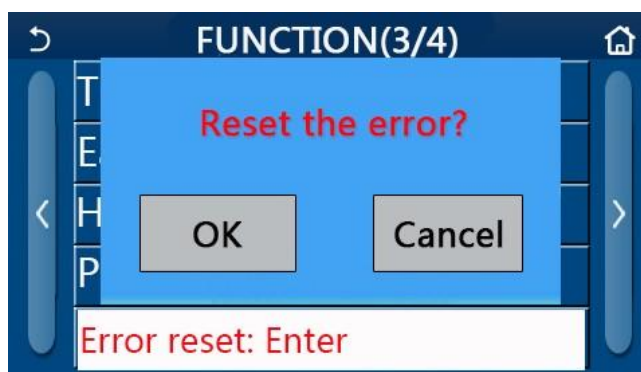 FUNCTION(3/4)
Reset the error?
OK
Cancel
Error reset: Enter